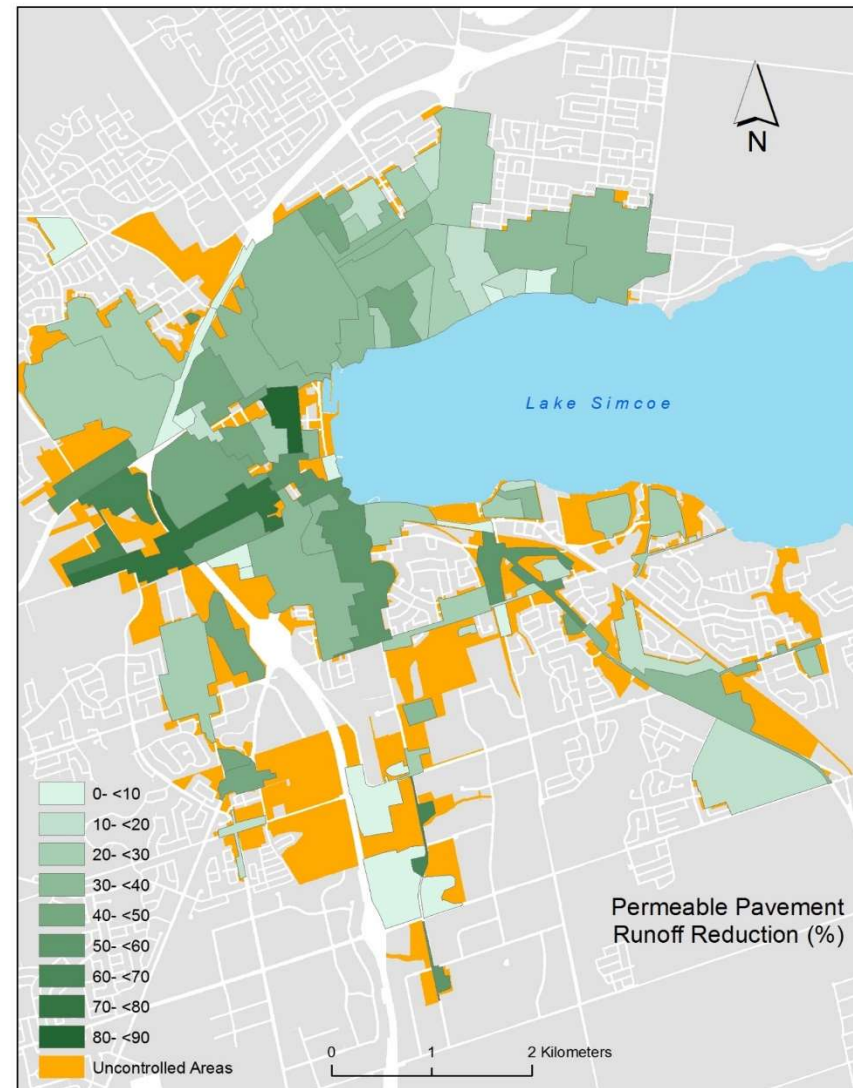 N
Lake Simcoe
0- <10
10- <20
20- <30
30- <40
40- <50
50- <60
60- <70
70- <80
80- <90
Uncontrolled Areas
Permeable Pavement
Runoff Reduction (%)
0 1 2 Kilometers